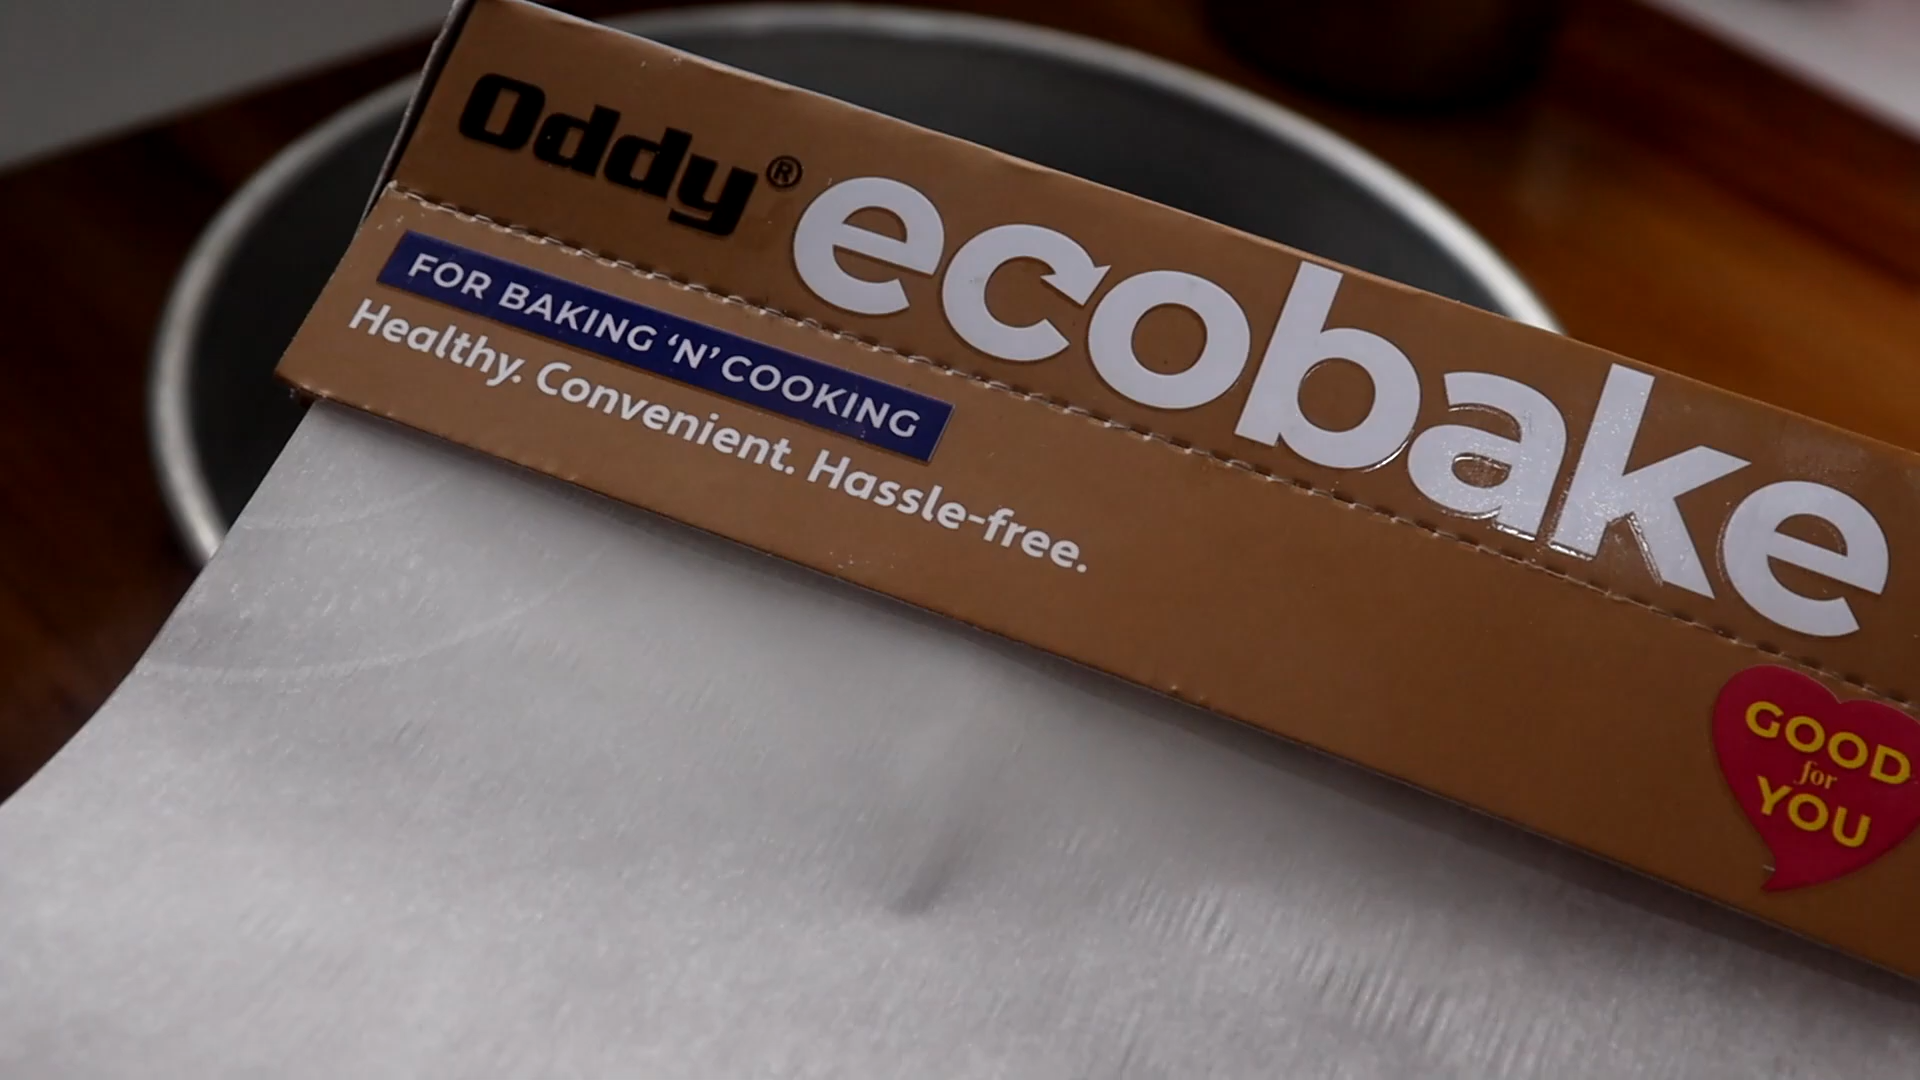 Oddy® ecobake
FOR BAKING ‘N’ COOKING
Healthy. Convenient. Hassle-free.
GOOD
for
YOU